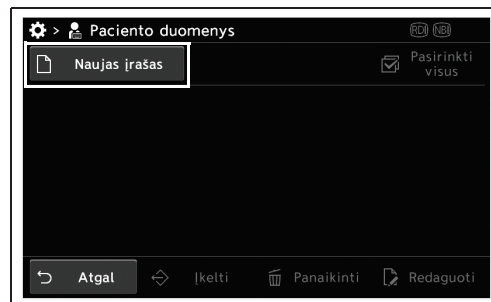 > Paciento duomenys RDI NBI
Naujas įrašas Pasirinkti
visus
Atgal Įkelti Panaikinti Redaguoti